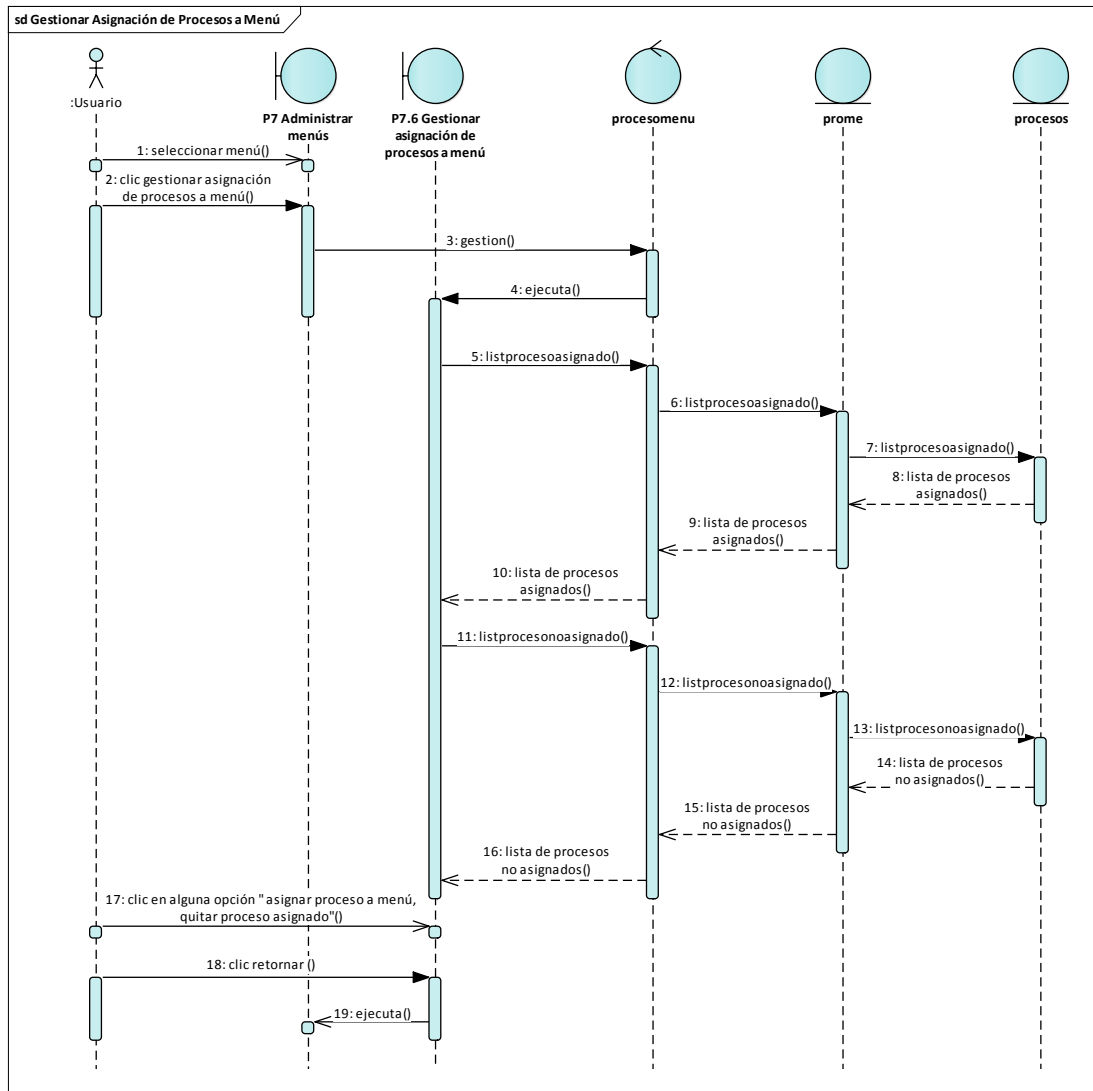 sd Gestionar Asignación de Procesos a Menú
:Usuario
P7 Administrar
menús
P7.6 Gestionar
asignación de
procesos a menú
procesomenu
prome
procesos
1: seleccionar menú()
2: clic gestionar asignación
de procesos a menú()
3: gestion()
4: ejecuta()
5: listprocesoasignado()
6: listprocesoasignado()
7: listprocesoasignado()
8: lista de procesos
asignados()
9: lista de procesos
asignados()
10: lista de procesos
asignados()
11: listprocesonoasignado()
12: listprocesonoasignado()
13: listprocesonoasignado()
14: lista de procesos
no asignados()
15: lista de procesos
no asignados()
16: lista de procesos
no asignados()
17: clic en alguna opción " asignar proceso a menú,
quitar proceso asignado"()
18: clic retornar ()
19: ejecuta()